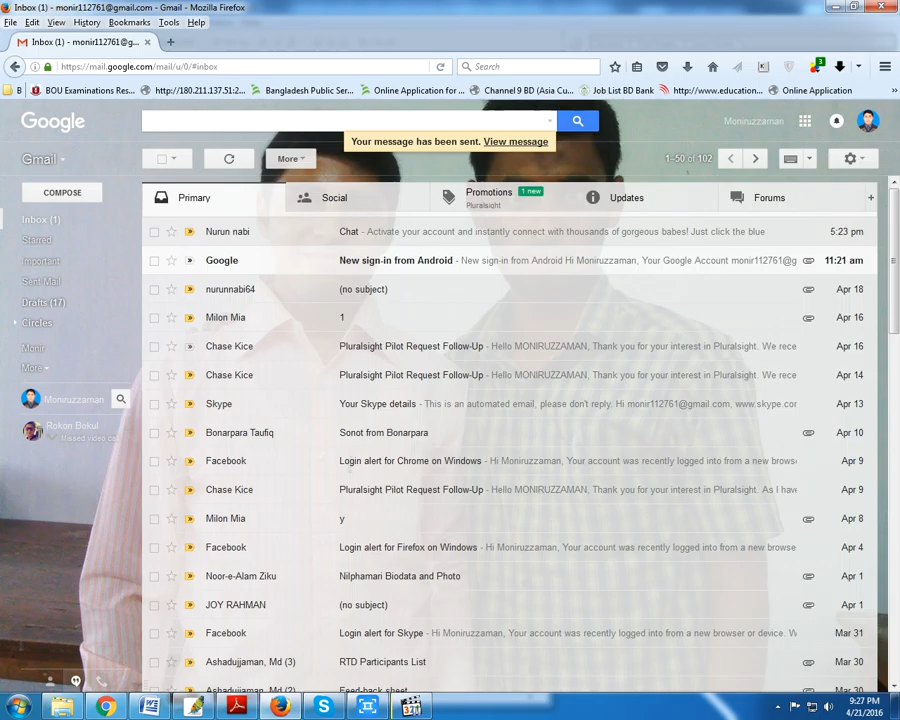 Inbox (1) - monir112761@gmail.com - Gmail - Mozilla Firefox
File Edit View History Bookmarks Tools Help
Inbox (1) - monir112761@g...
https://mail.google.com/mail/u/0/#inbox
Search
3
B
BOU Examinations Res...
http://180.211.137.51:2...
Bangladesh Public Ser...
Online Application for ...
Channel 9 BD (Asia Cu...
Job List BD Bank
http://www.education...
Online Application
Google
Moniruzzaman
Your message has been sent. View message
Gmail
More
1–50 of 102
COMPOSE
Primary
Social
Promotions 1 new
Pluralsight
Updates
Forums
+
Inbox (1)
Starred
Important
Sent Mail
Drafts (17)
Circles
Monir
More
Moniruzzaman
Rokon Bokul
Missed video cal
Nurun nabi Chat - Activate your account and instantly connect with thousands of gorgeous babes! Just click the blue 5:23 pm
Google New sign-in from Android - New sign-in from Android Hi Moniruzzaman, Your Google Account monir112761@g 11:21 am
nurunnabi64 (no subject) Apr 18
Milon Mia 1 Apr 16
Chase Kice Pluralsight Pilot Request Follow-Up - Hello MONIRUZZAMAN, Thank you for your interest in Pluralsight. We rece Apr 16
Chase Kice Pluralsight Pilot Request Follow-Up - Hello MONIRUZZAMAN, Thank you for your interest in Pluralsight. We rece Apr 14
Skype Your Skype details - This is an automated email, please don't reply. Hi monir112761@gmail.com, www.skype.cor Apr 13
Bonarpara Taufiq Sonot from Bonarpara Apr 10
Facebook Login alert for Chrome on Windows - Hi Moniruzzaman, Your account was recently logged into from a new brows Apr 9
Chase Kice Pluralsight Pilot Request Follow-Up - Hello MONIRUZZAMAN, Thank you for your interest in Pluralsight. As I hav Apr 9
Milon Mia y Apr 8
Facebook Login alert for Firefox on Windows - Hi Moniruzzaman, Your account was recently logged into from a new browse Apr 4
Noor-e-Alam Ziku Nilphamari Biodata and Photo Apr 1
JOY RAHMAN (no subject) Apr 1
Facebook Login alert for Skype - Hi Moniruzzaman, Your account was recently logged into from a new browser or device. W Mar 31
Ashadujjaman, Md (3) RTD Participants List Mar 30
Ashadujjaman, Md (2) Feed-back sheet Mar 30
9:27 PM
4/21/2016